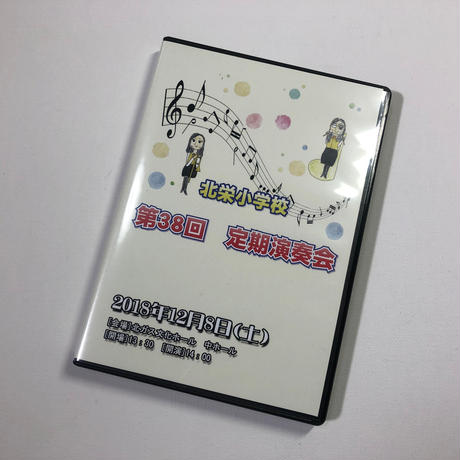 北栄小学校
第38回 定期演奏会
2018年12月8日(土)
[会場]北ガス文化ホール 中ホール
[開場]13:30 [開演]14:00